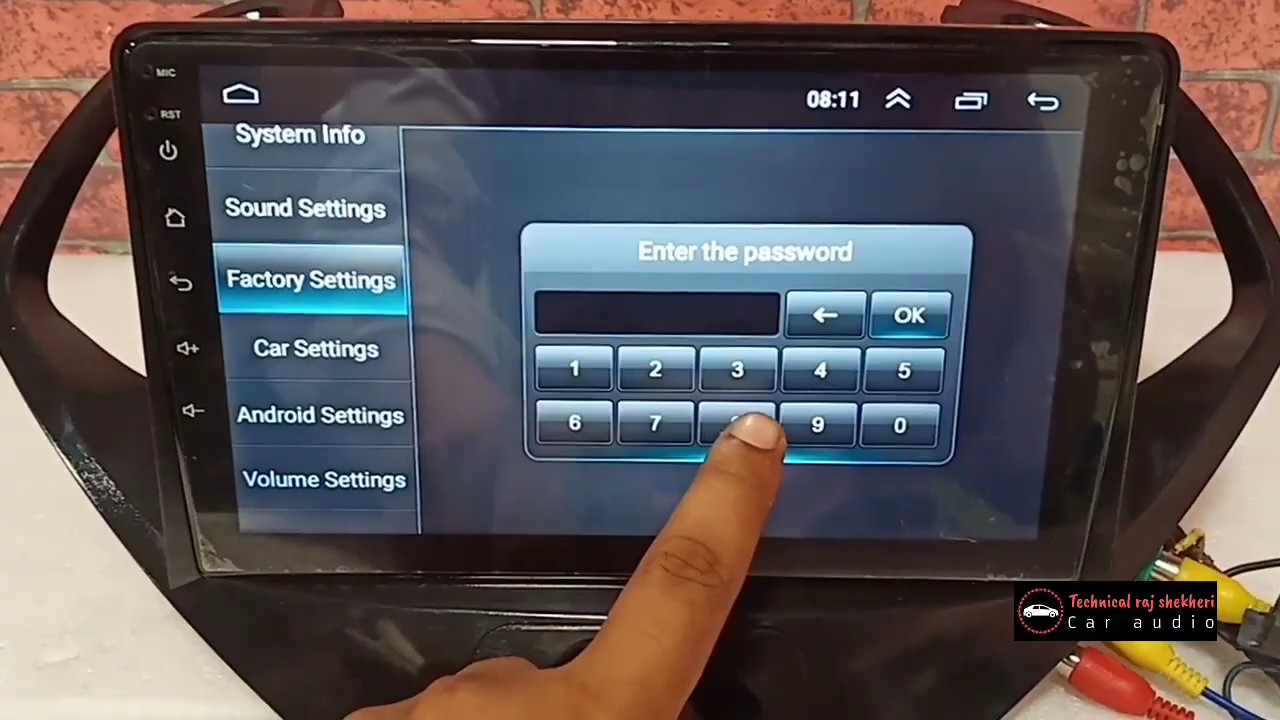 MIC
RST
08:11
System Info
Sound Settings
Factory Settings
Car Settings
Android Settings
Volume Settings
Enter the password
OK
1 2 3 4 5
6 7 9 0
Technical raj shekheri
Car audio